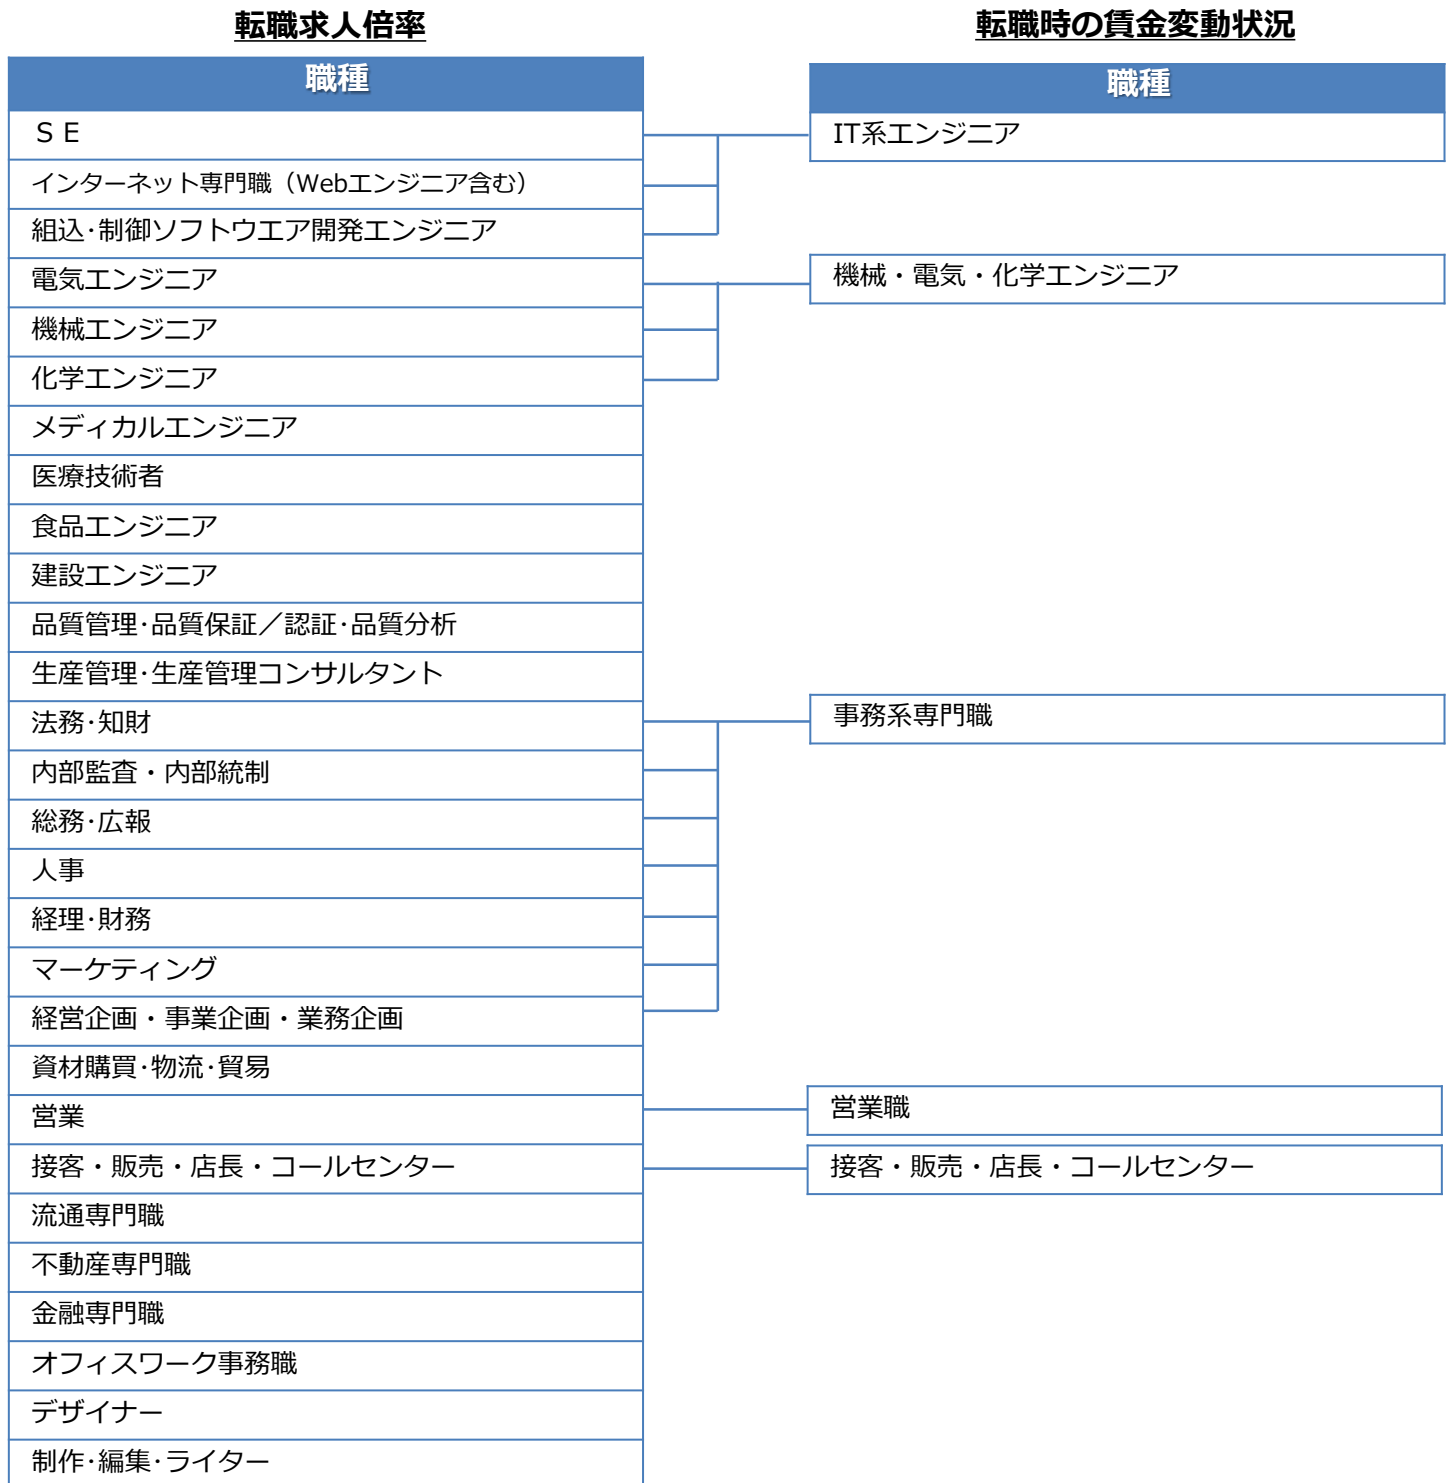 転職求人倍率
職種
ＳＥ
インターネット専門職（Webエンジニア含む）
組込･制御ソフトウエア開発エンジニア
電気エンジニア
機械エンジニア
化学エンジニア
メディカルエンジニア
医療技術者
食品エンジニア
建設エンジニア
品質管理･品質保証／認証･品質分析
生産管理･生産管理コンサルタント
法務･知財
内部監査・内部統制
総務･広報
人事
経理･財務
マーケティング
経営企画・事業企画・業務企画
資材購買･物流･貿易
営業
接客・販売・店長・コールセンター
流通専門職
不動産専門職
金融専門職
オフィスワーク事務職
デザイナー
制作･編集･ライター
転職時の賃金変動状況
職種
IT系エンジニア
機械・電気・化学エンジニア
事務系専門職
営業職
接客・販売・店長・コールセンター